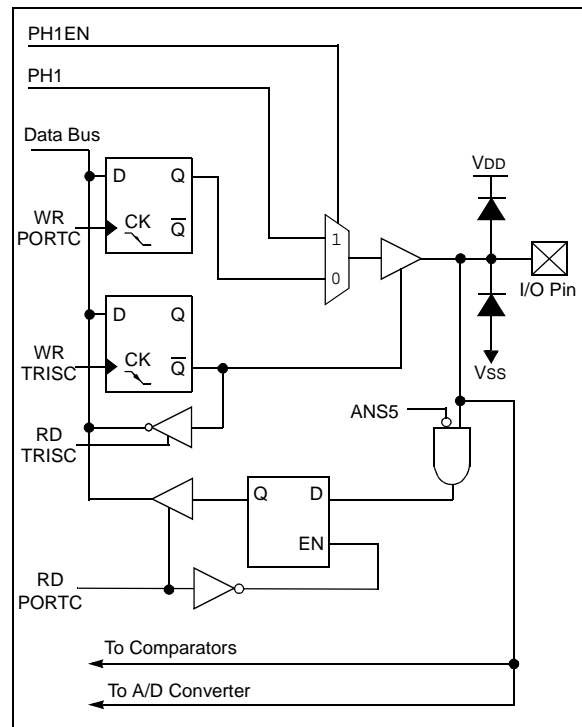 PH1EN
PH1
Data Bus
D Q
WR
PORTC
CK
Q
VDD
1
0
I/O Pin
D Q
WR
TRISC
CK
Q
VSS
ANS5
RD
TRISC
Q D
EN
RD
PORTC
To Comparators
To A/D Converter